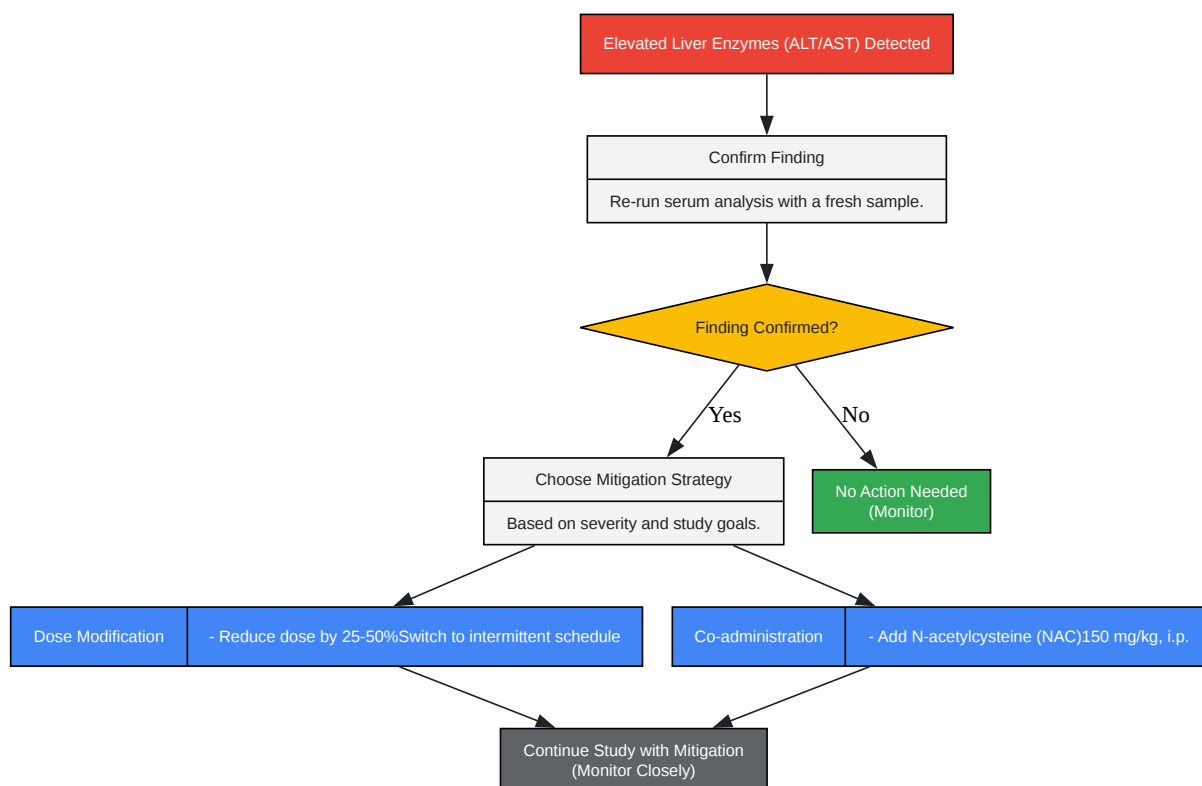 Elevated Liver Enzymes (ALT/AST) Detected
Confirm Finding
Re-run serum analysis with a fresh sample.
Finding Confirmed?
Yes
No
Choose Mitigation Strategy
Based on severity and study goals.
No Action Needed
(Monitor)
Dose Modification
- Reduce dose by 25-50%Switch to intermittent schedule
Co-administration
- Add N-acetylcysteine (NAC)150 mg/kg, i.p.
Continue Study with Mitigation
(Monitor Closely)